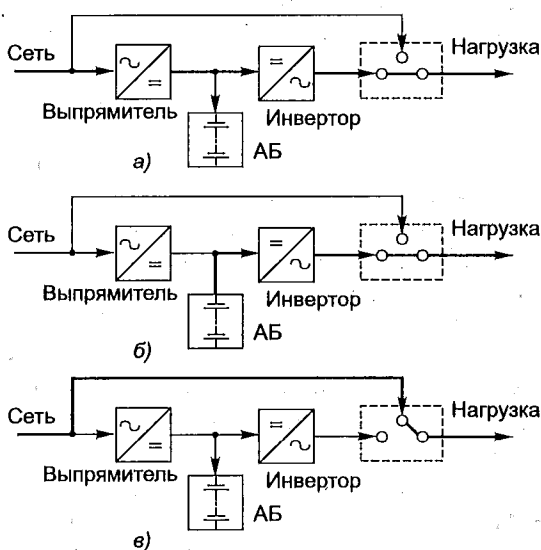 Сеть
Нагрузка
Выпрямитель
Инвертор
АБ
а)
Сеть
Нагрузка
Выпрямитель
Инвертор
АБ
б)
Сеть
Нагрузка
Выпрямитель
Инвертор
АБ
в)